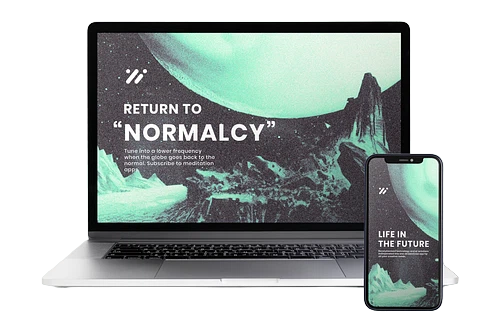 RETURN TO
“NORMALCY”
Tune into a lower frequency
when the globe goes back to the
normal. Subscribe to meditation
apps
LIFE IN
THE FUTURE